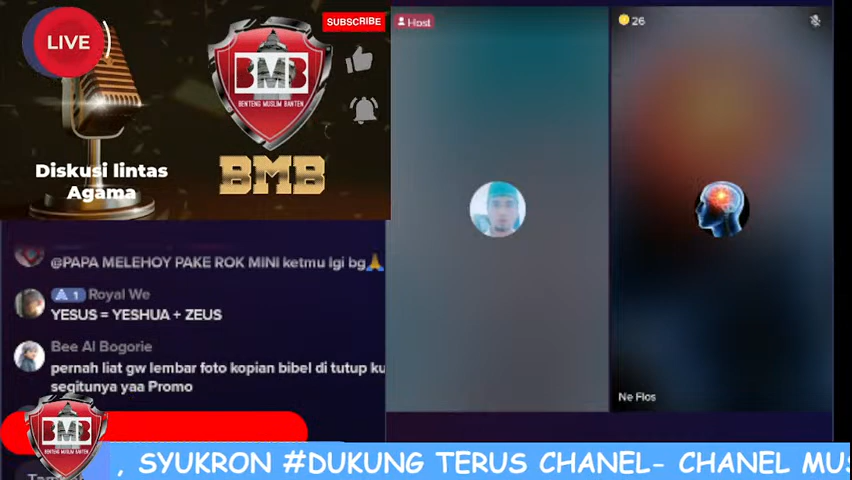 LIVE
SUBSCRIBE
BMB
BENTENG MUSLIM BANTEN
Diskusi lintas
Agama
BMB
Host
26
@PAPA MELEHOY PAKE ROK MINI ketmu lgi bg🙏
1 Royal We
YESUS = YESHUA + ZEUS
Bee Al Bogorie
pernah liat gw lembar foto kopian bibel di tutup ku
segitunya yaa Promo
Ne Flos
BMB
, SYUKRON #DUKUNG TERUS CHANEL- CHANEL MUS